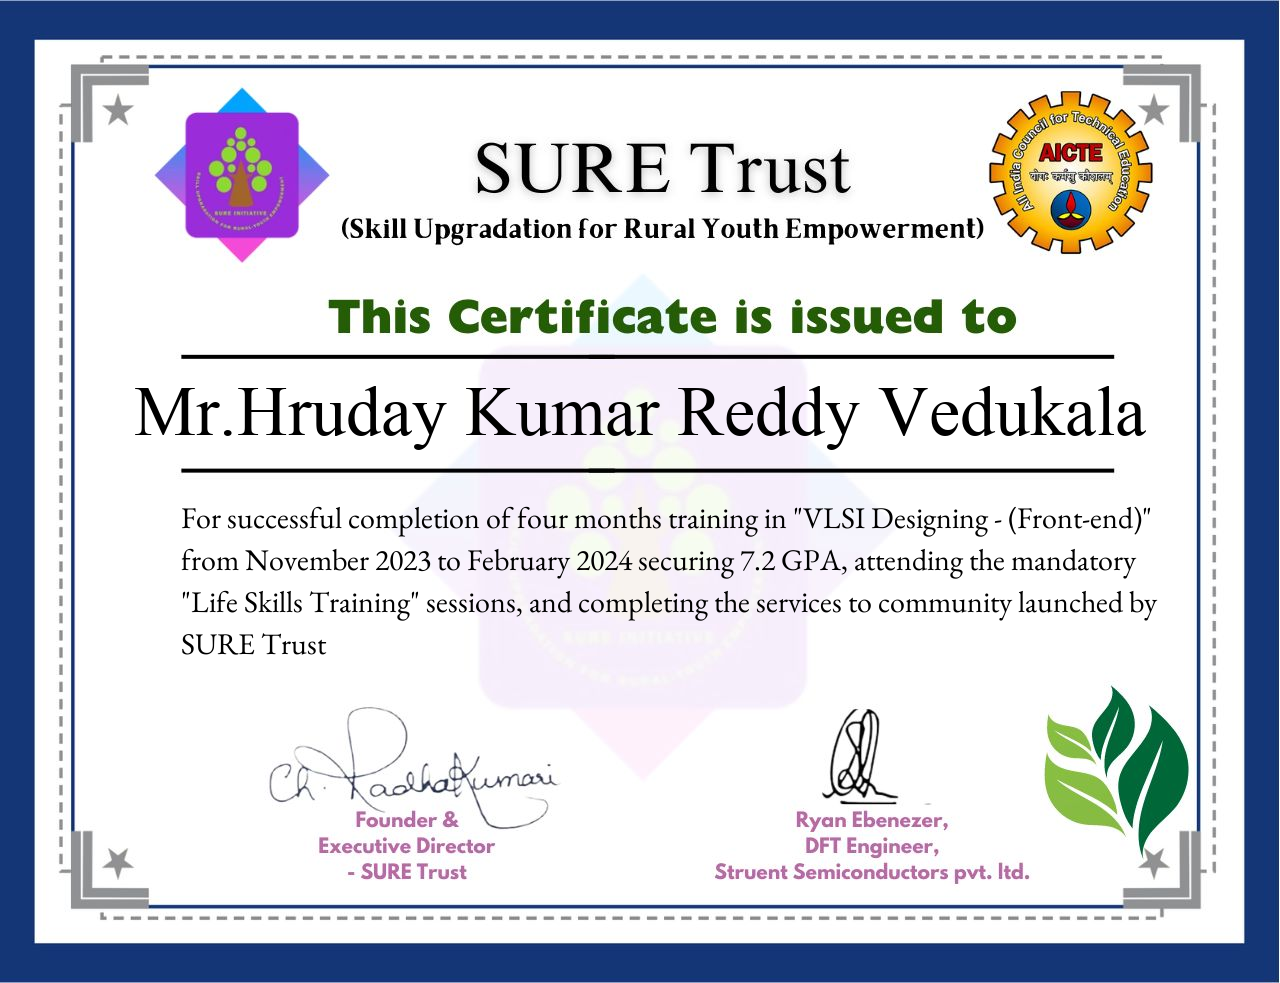 SURE Trust
(Skill Upgradation for Rural Youth Empowerment)
SKILL UPGRADATION FOR RURAL-YOUTH EMPOWERMENT
SURE INITIATIVE
All India Council for Technical Education
AICTE
योगः कर्मसु कौशलम्
This Certificate is issued to
Mr.Hruday Kumar Reddy Vedukala
For successful completion of four months training in "VLSI Designing - (Front-end)"
from November 2023 to February 2024 securing 7.2 GPA, attending the mandatory
"Life Skills Training" sessions, and completing the services to community launched by
SURE Trust
SURE INITIATIVE
Ch. RadhaKumari
Founder &
Executive Director
- SURE Trust
Ryan Ebenezer,
DFT Engineer,
Struent Semiconductors pvt. ltd.